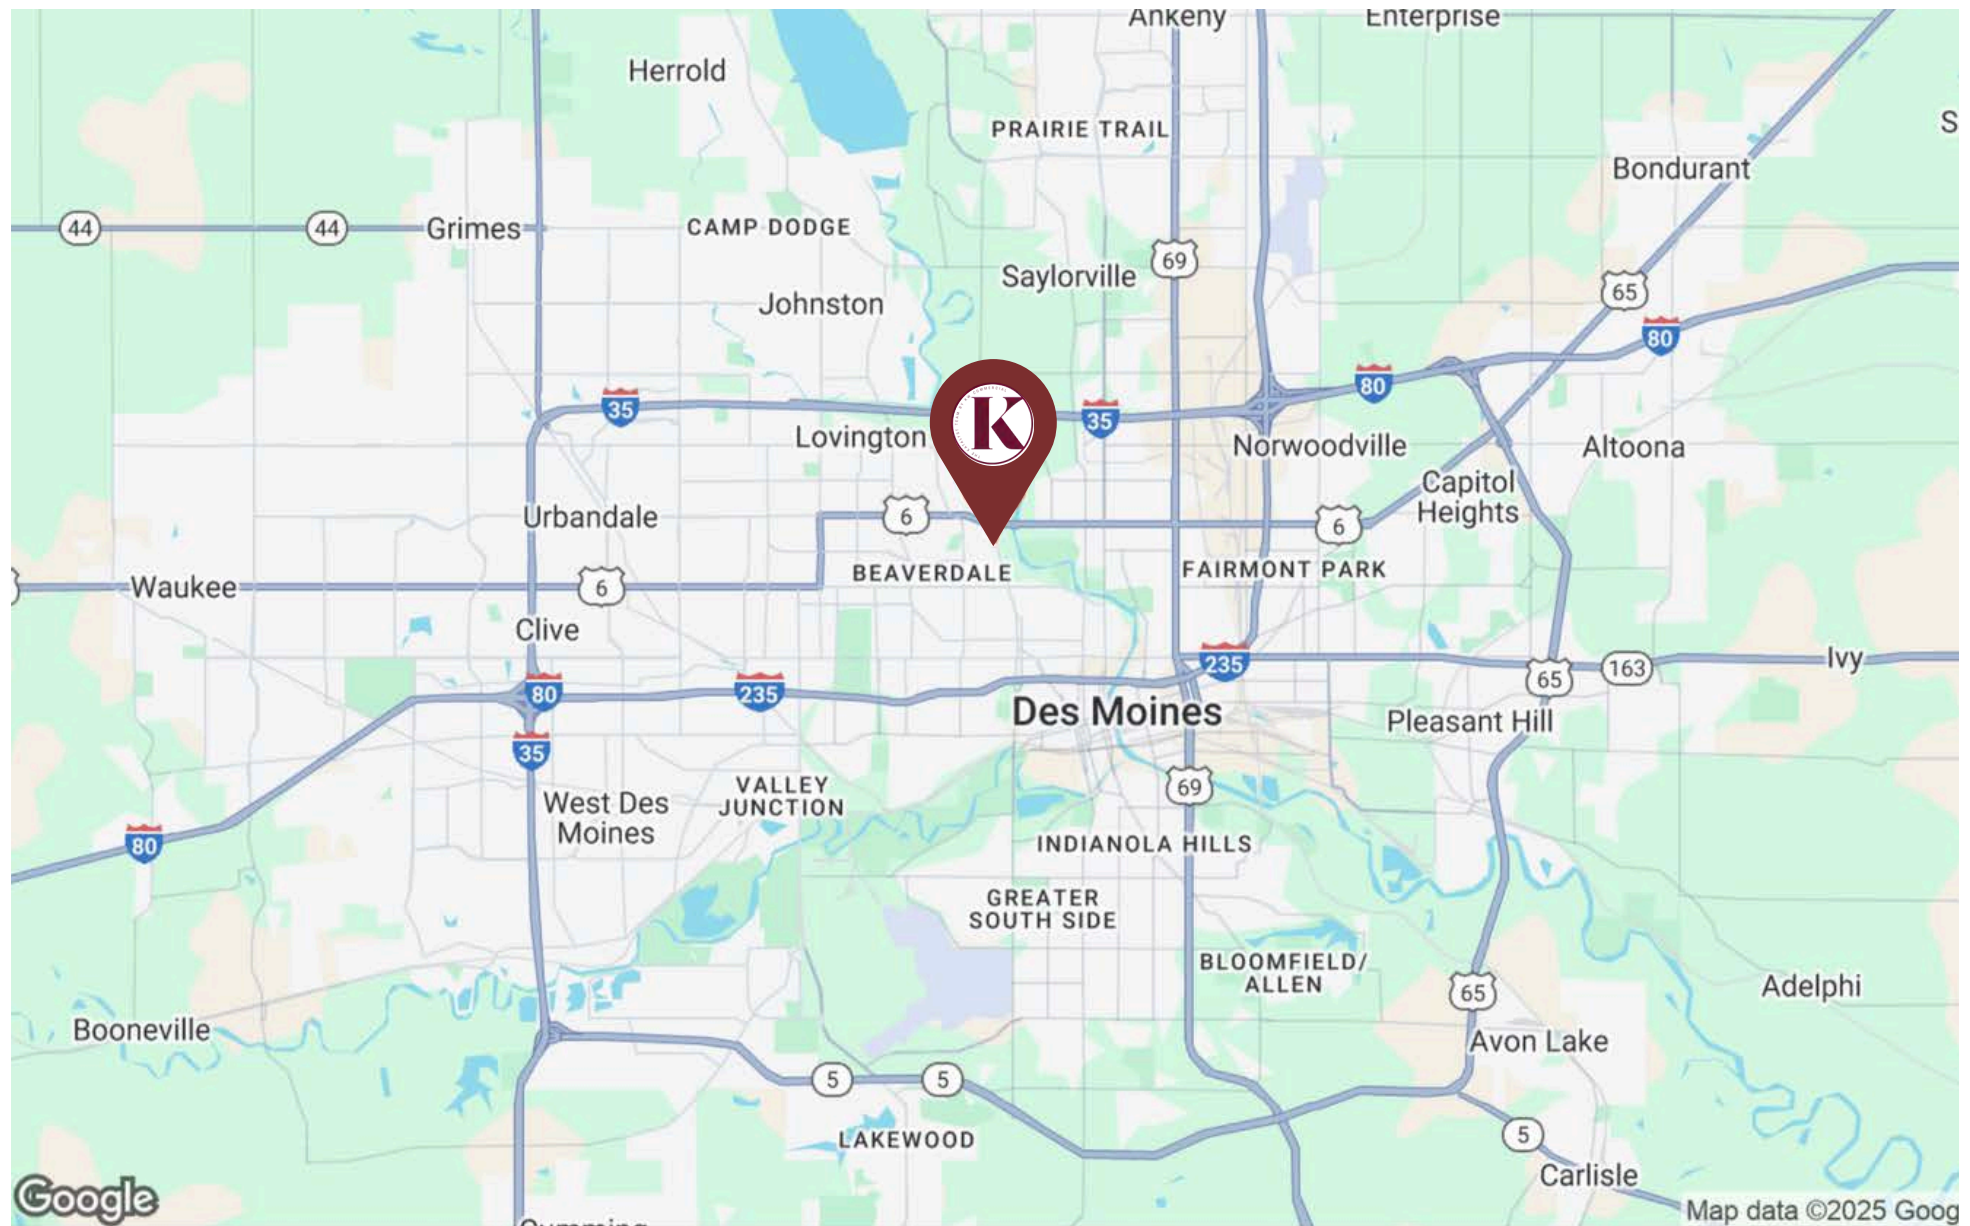 Ankeny
Enterprise
Herrold
PRAIRIE TRAIL
S
Bondurant
44
44
Grimes
CAMP DODGE
69
Saylorville
65
Johnston
80
80
35
K
35
Lovington
Norwoodville
Altoona
Capitol
Heights
Urbandale
6
6
BEAVERDALE
FAIRMONT PARK
Waukee
6
Clive
235
Ivy
163
65
80
235
Des Moines
Pleasant Hill
35
69
VALLEY
JUNCTION
West Des
Moines
80
INDIANOLA HILLS
GREATER
SOUTH SIDE
BLOOMFIELD/
ALLEN
65
Adelphi
Booneville
Avon Lake
5
5
LAKEWOOD
5
Carlisle
Google
Map data ©2025 Goog
Cumming